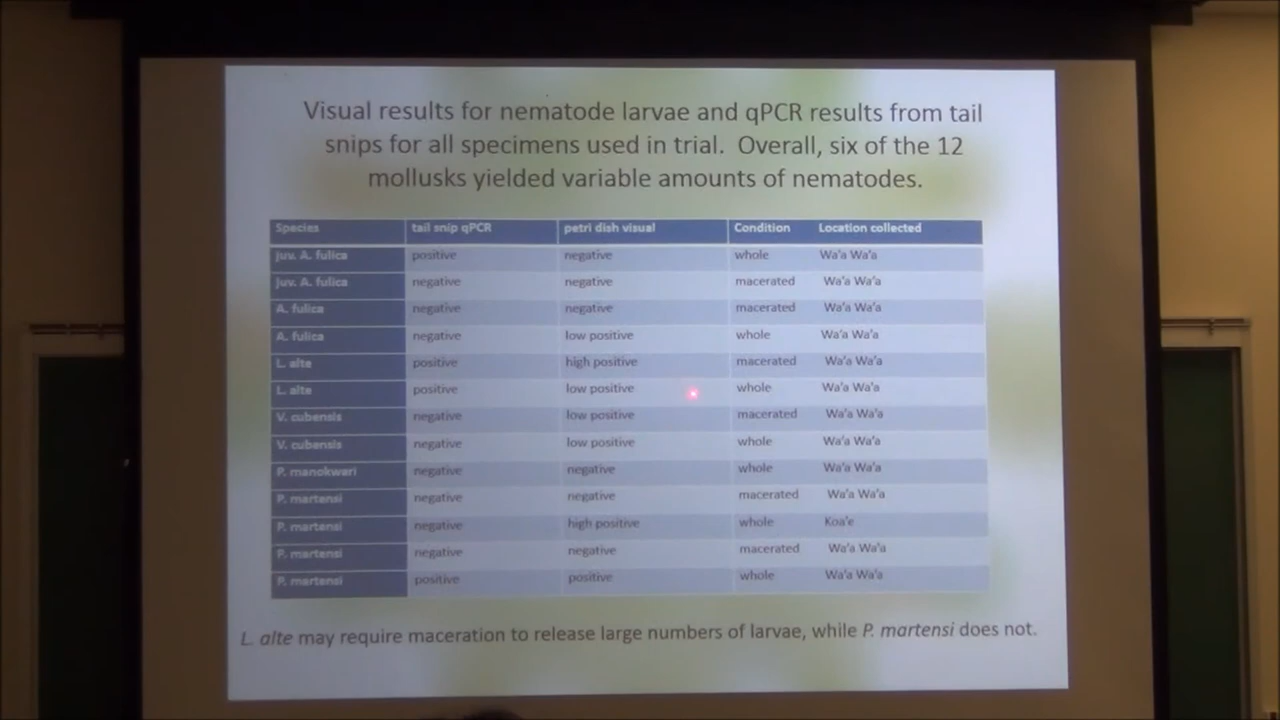 Visual results for nematode larvae and qPCR results from tail
snips for all specimens used in trial. Overall, six of the 12
mollusks yielded variable amounts of nematodes.
Species tail snip qPCR petri dish visual Condition Location collected
Juv. A. fulica positive negative whole Wa'a Wa'a
Juv. A. fulica negative negative macerated Wa'a Wa'a
A. fulica negative negative macerated Wa'a Wa'a
A. fulica negative low positive whole Wa'a Wa'a
L. alte positive high positive macerated Wa'a Wa'a
L. alte positive low positive whole Wa'a Wa'a
V. cubensis negative low positive macerated Wa'a Wa'a
V. cubensis negative low positive whole Wa'a Wa'a
P. manokwari negative negative whole Wa'a Wa'a
P. martensi negative negative macerated Wa'a Wa'a
P. martensi negative high positive whole Koa'e
P. martensi negative negative macerated Wa'a Wa'a
P. martensi positive positive whole Wa'a Wa'a
L. alte may require maceration to release large numbers of larvae, while P. martensi does not.